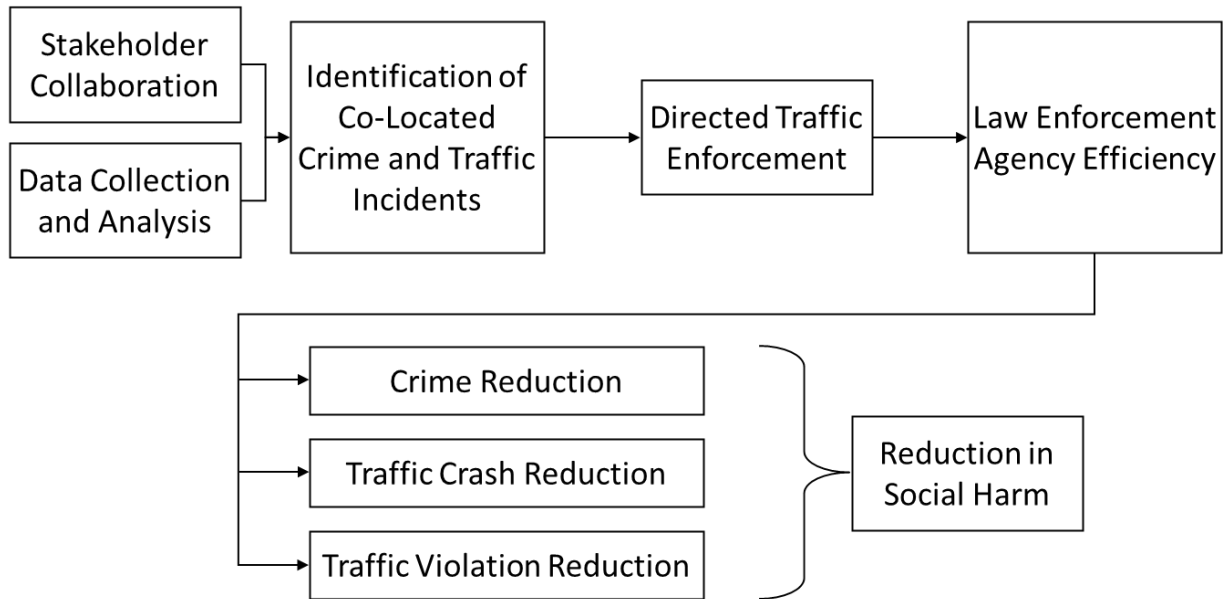 Stakeholder
Collaboration
Data Collection
and Analysis
Identification of
Co-Located
Crime and Traffic
Incidents
Directed Traffic
Enforcement
Law Enforcement
Agency Efficiency
Crime Reduction
Traffic Crash Reduction
Traffic Violation Reduction
Reduction in
Social Harm